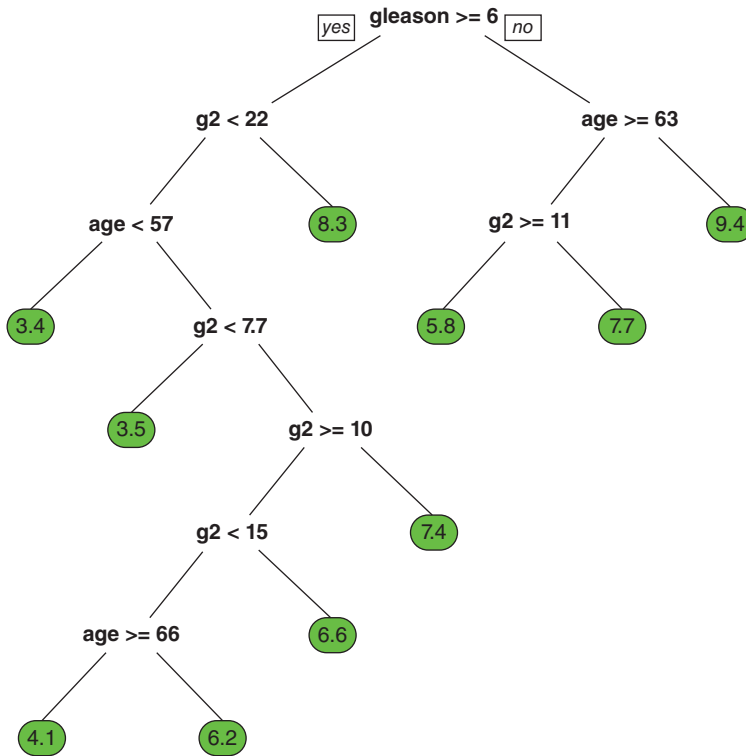 gleason >= 6
yes
no
g2 < 22
age >= 63
age < 57
8.3
g2 >= 11
9.4
3.4
g2 < 7.7
5.8
7.7
3.5
g2 >= 10
g2 < 15
7.4
age >= 66
6.6
4.1
6.2